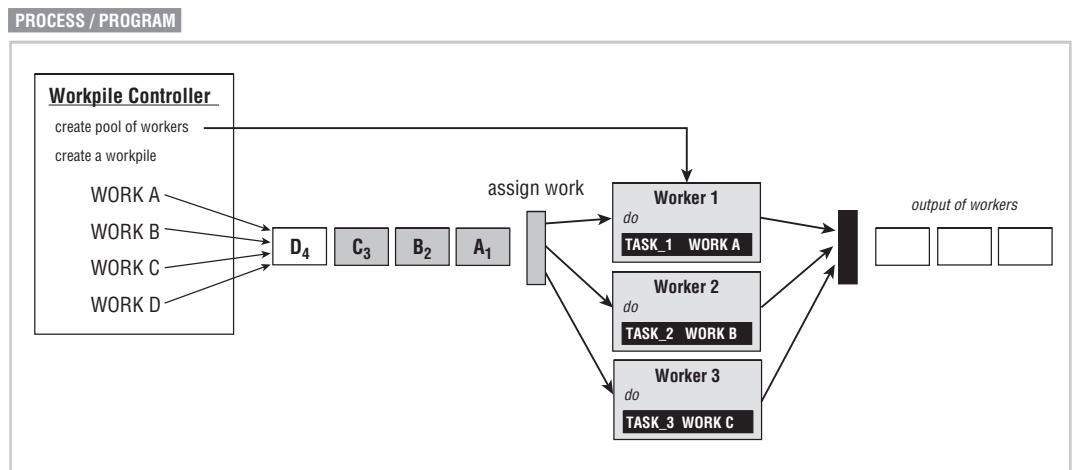 PROCESS / PROGRAM
Workpile Controller
create pool of workers
create a workpile
WORK A
WORK B
WORK C
WORK D
D4
C3
B2
A1
assign work
Worker 1
do
TASK_1 WORK A
Worker 2
do
TASK_2 WORK B
Worker 3
do
TASK_3 WORK C
output of workers